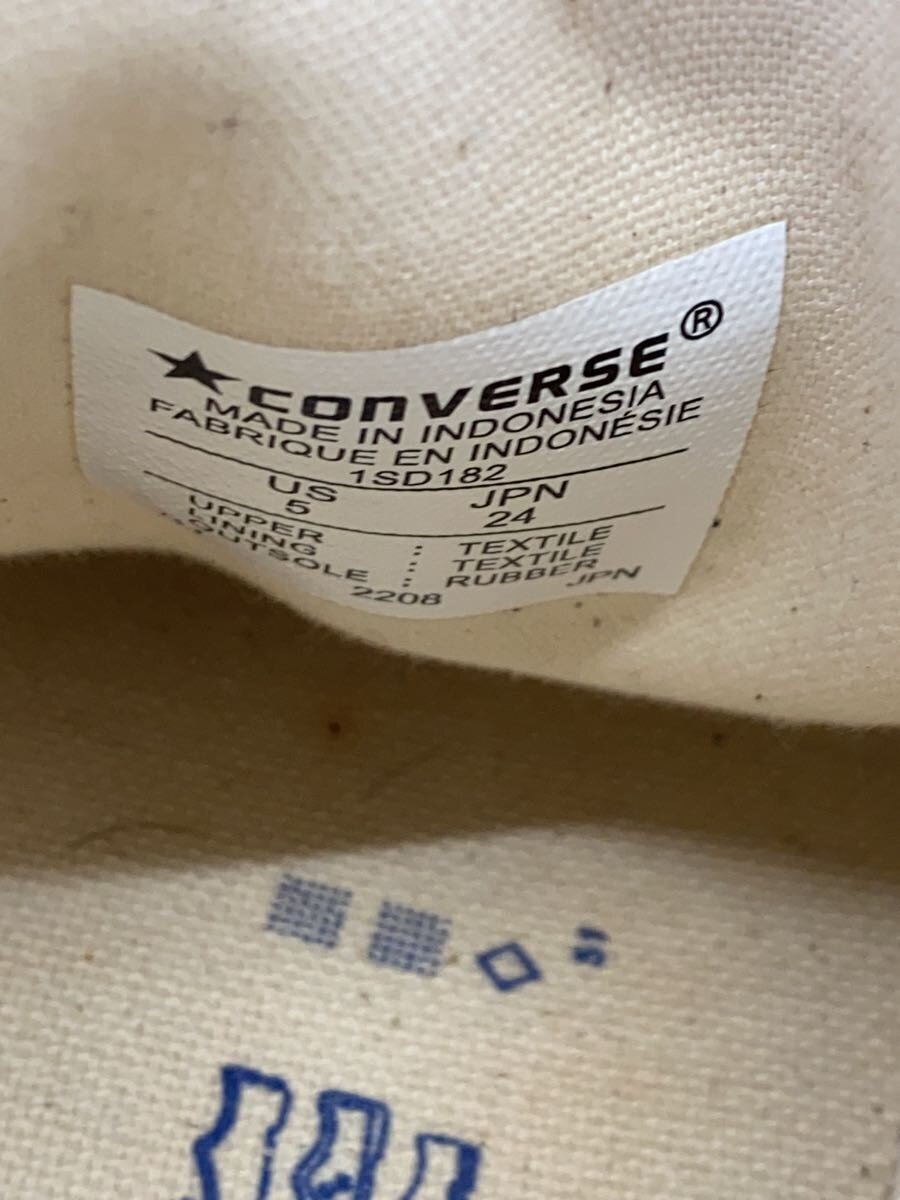 CONVERSE®
MADE IN INDONESIA
FABRIQUE EN INDONÉSIE
1SD182
US JPN
5 24
UPPER : TEXTILE
LINING : TEXTILE
OUTSOLE : RUBBER
2208 JPN